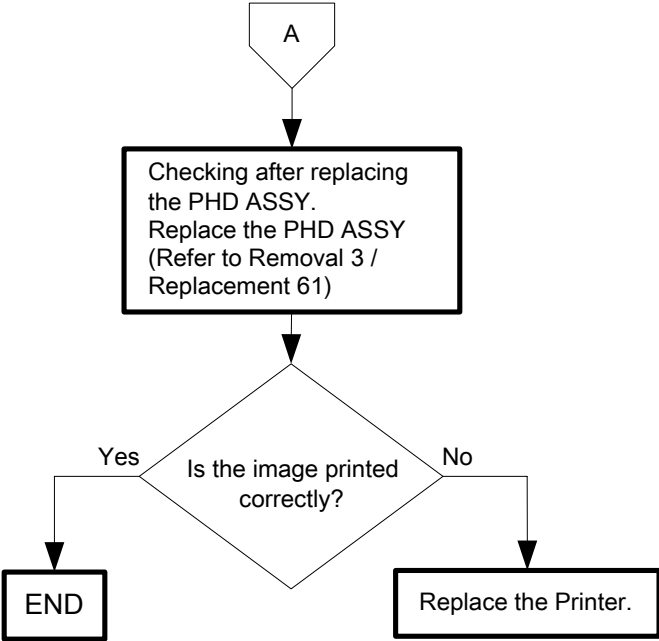 A
Checking after replacing
the PHD ASSY.
Replace the PHD ASSY
(Refer to Removal 3 /
Replacement 61)
Yes
Is the image printed
correctly?
No
END
Replace the Printer.